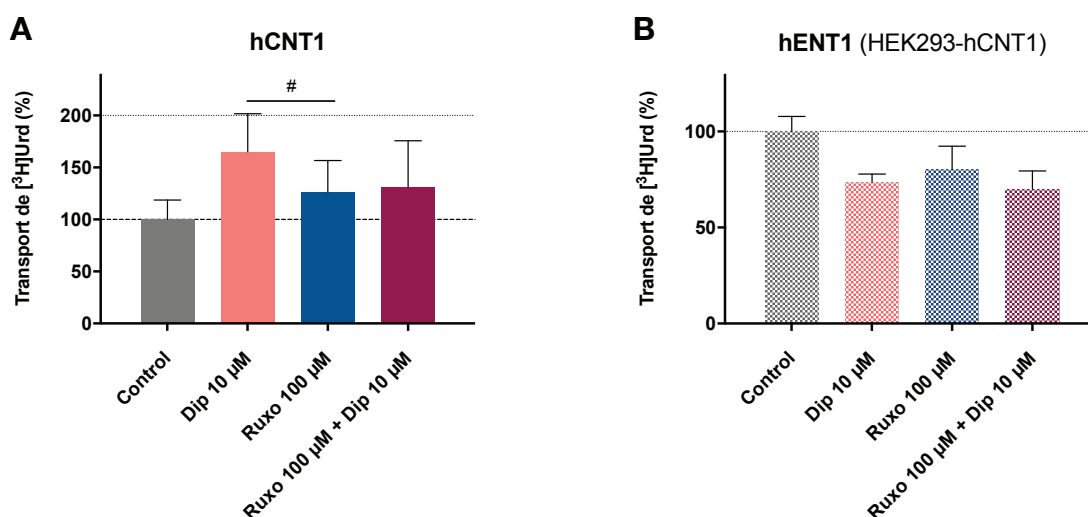 A
hCNT1
#
Transport de [³H]Urd (%)
200
150
100
50
0
Control
Dip 10 µM
Ruxo 100 µM
Ruxo 100 µM + Dip 10 µM
B
hENT1 (HEK293-hCNT1)
Transport de [³H]Urd (%)
100
50
0
Control
Dip 10 µM
Ruxo 100 µM
Ruxo 100 µM + Dip 10 µM